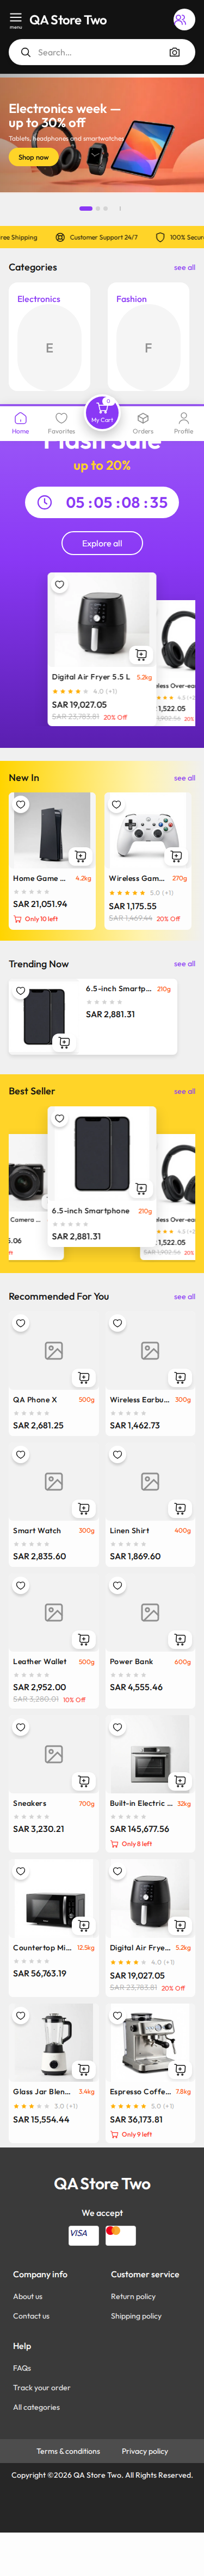 menu
QA Store Two
Search...
Electronics week —
up to 30% off
Tablets, headphones and smartwatches
Shop now
ree Shipping
Customer Support 24/7
100% Secur
Categories
see all
Electronics
Fashion
E
F
0
My Cart
Home
Favorites
Orders
Profile
Flash Sale
up to 20%
05 : 05 : 08 : 35
Explore all
Digital Air Fryer 5.5 L
5.2kg
4.0 (+1)
SAR 19,027.05
SAR 23,783.81
20% Off
New In
see all
Home Game ...
4.2kg
SAR 21,051.94
Only 10 left
Wireless Gam...
270g
5.0 (+1)
SAR 1,175.55
SAR 1,469.44
20% Off
Trending Now
see all
6.5-inch Smartp...
210g
SAR 2,881.31
Best Seller
see all
6.5-inch Smartphone
210g
SAR 2,881.31
Recommended For You
see all
QA Phone X
500g
SAR 2,681.25
Wireless Earbu...
300g
SAR 1,462.73
Smart Watch
300g
SAR 2,835.60
Linen Shirt
400g
SAR 1,869.60
Leather Wallet
500g
SAR 2,952.00
SAR 3,280.01
10% Off
Power Bank
600g
SAR 4,555.46
Sneakers
700g
SAR 3,230.21
Built-in Electric ...
32kg
SAR 145,677.56
Only 8 left
Countertop Mi...
12.5kg
SAR 56,763.19
Digital Air Frye...
5.2kg
4.0 (+1)
SAR 19,027.05
SAR 23,783.81
20% Off
Glass Jar Blen...
3.4kg
3.0 (+1)
SAR 15,554.44
Espresso Coffe...
7.8kg
5.0 (+1)
SAR 36,173.81
Only 9 left
QA Store Two
We accept
VISA
Company info
Customer service
About us
Return policy
Contact us
Shipping policy
Help
FAQs
Track your order
All categories
Terms & conditions
Privacy policy
Copyright ©2026 QA Store Two. All Rights Reserved.